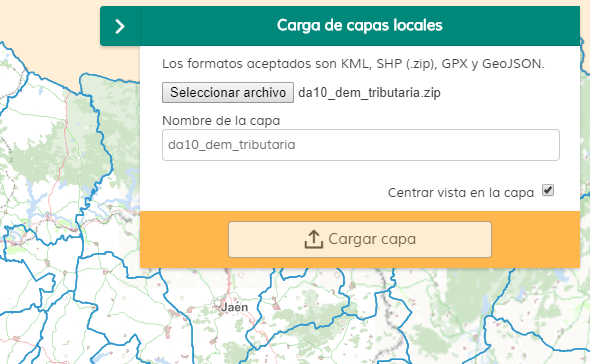 Carga de capas locales
Los formatos aceptados son KML, SHP (.zip), GPX y GeoJSON.
Seleccionar archivo da10_dem_tributaria.zip
Nombre de la capa
da10_dem_tributaria
Centrar vista en la capa
Cargar capa
Jaén